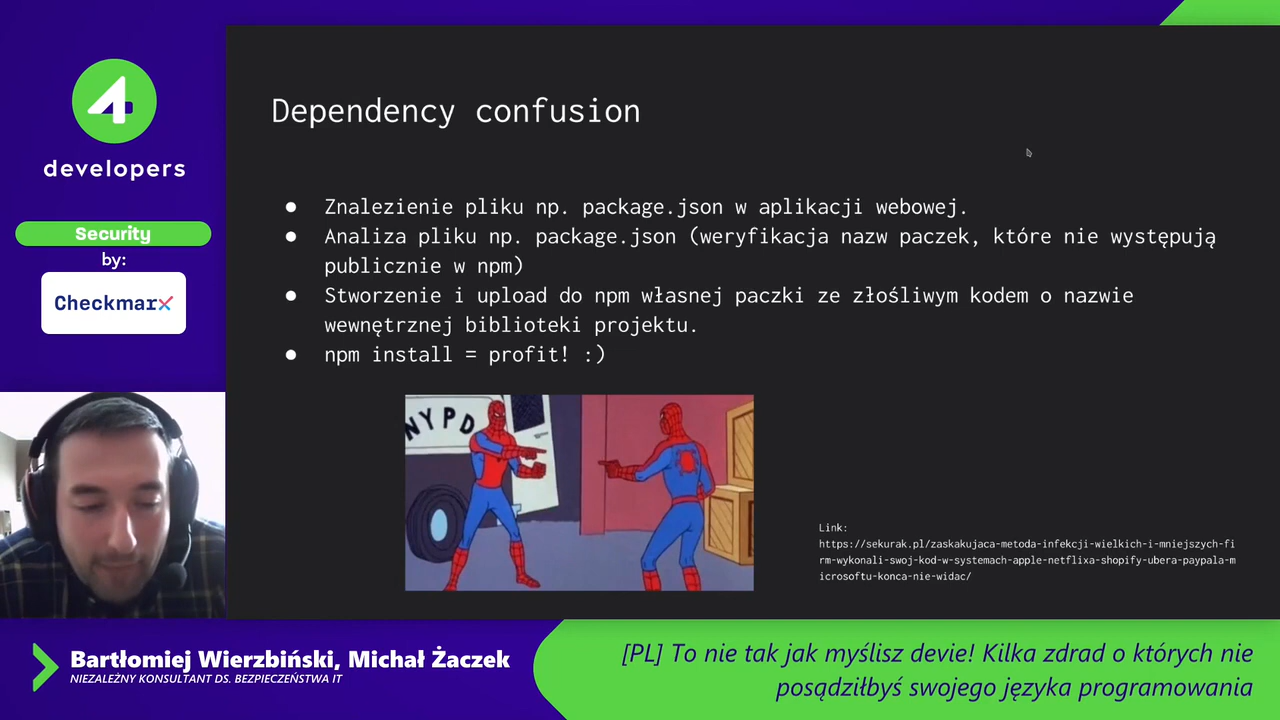 4
developers
Security
by:
Checkmarx
Dependency confusion
● Znalezienie pliku np. package.json w aplikacji webowej.
● Analiza pliku np. package.json (weryfikacja nazw paczek, które nie występują
publicznie w npm)
● Stworzenie i upload do npm własnej paczki ze złośliwym kodem o nazwie
wewnętrznej biblioteki projektu.
● npm install = profit! :)
NYPD
Link:
https://sekurak.pl/zaskakujaca-metoda-infekcji-wielkich-i-mniejszych-fi
rm-wykonali-swoj-kod-w-systemach-apple-netflixa-shopify-ubera-paypala-m
icrosoftu-konca-nie-widac/
Bartłomiej Wierzbiński, Michał Żaczek
NIEZALEŻNY KONSULTANT DS. BEZPIECZEŃSTWA IT
[PL] To nie tak jak myślisz devie! Kilka zdrad o których nie
posądziłbyś swojego języka programowania